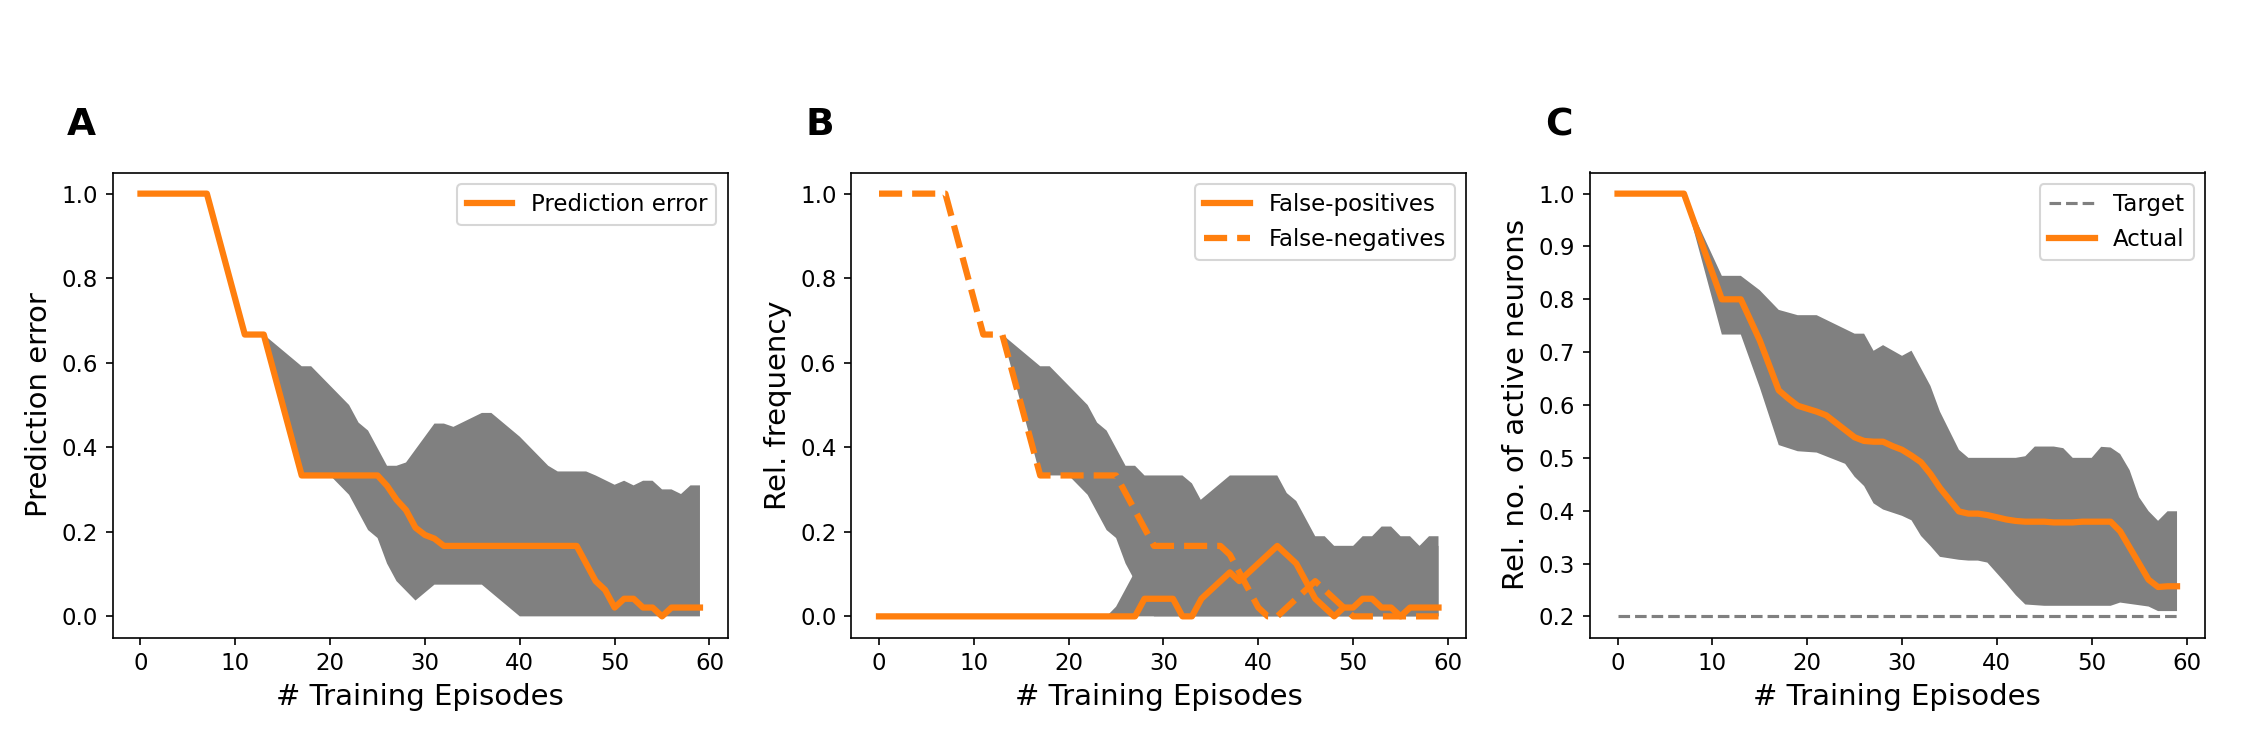 A
B
C
Prediction error
1.0
0.8
0.6
0.4
0.2
0.0
0 10 20 30 40 50 60
# Training Episodes
Prediction error
Rel. frequency
1.0
0.8
0.6
0.4
0.2
0.0
0 10 20 30 40 50 60
# Training Episodes
False-positives
False-negatives
Rel. no. of active neurons
1.0
0.9
0.8
0.7
0.6
0.5
0.4
0.3
0.2
0 10 20 30 40 50 60
# Training Episodes
Target
Actual